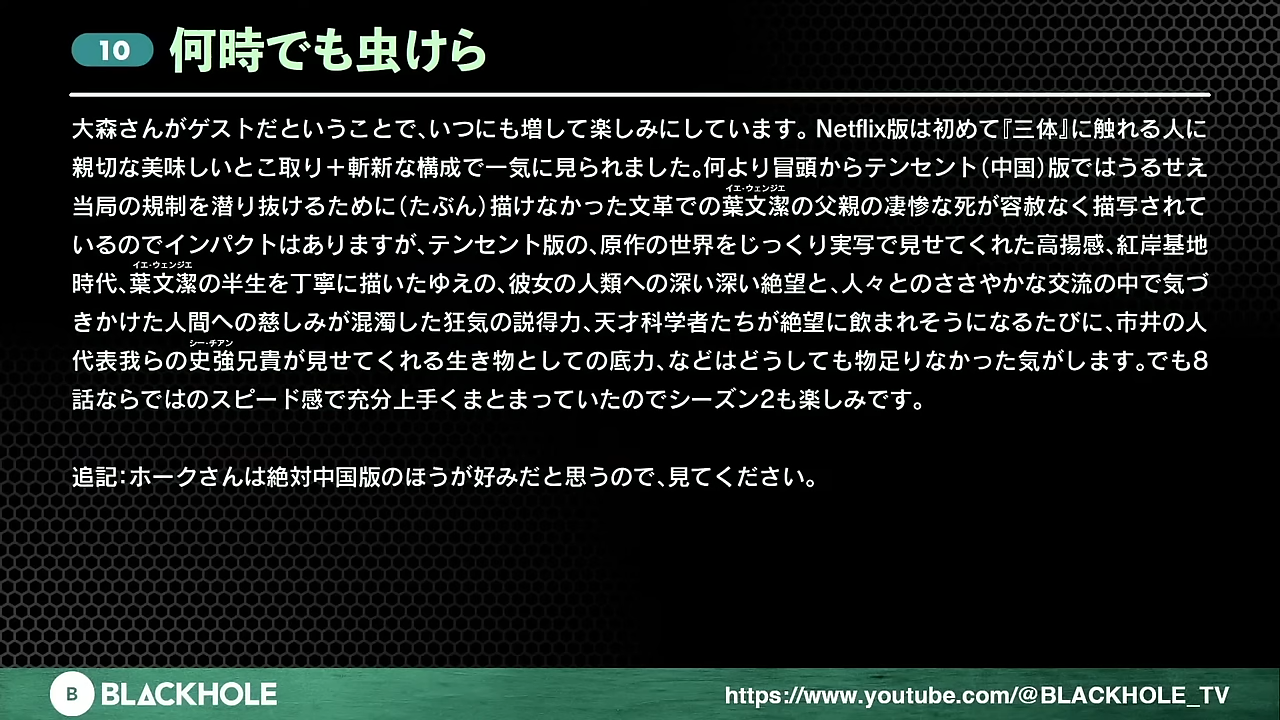 10 何時でも虫けら
大森さんがゲストだということで、いつにも増して楽しみにしています。Netflix版は初めて『三体』に触れる人に
親切な美味しいとこ取り＋斬新な構成で一気に見られました。何より冒頭からテンセント（中国）版ではうるせえ
イエ・ウェンジエ
当局の規制を潜り抜けるために（たぶん）描けなかった文革での葉文潔の父親の凄惨な死が容赦なく描写されて
いるのでインパクトはありますが、テンセント版の、原作の世界をじっくり実写で見せてくれた高揚感、紅岸基地
イエ・ウェンジエ
時代、葉文潔の半生を丁寧に描いたゆえの、彼女の人類への深い深い絶望と、人々とのささやかな交流の中で気づ
きかけた人間への慈しみが混濁した狂気の説得力、天才科学者たちが絶望に飲まれそうになるたびに、市井の人
シー・チアン
代表我らの史強兄貴が見せてくれる生き物としての底力、などはどうしても物足りなかった気がします。でも8
話ならではのスピード感で充分上手くまとまっていたのでシーズン2も楽しみです。
追記：ホークさんは絶対中国版のほうが好みだと思うので、見てください。
B BLACKHOLE
https://www.youtube.com/@BLACKHOLE_TV